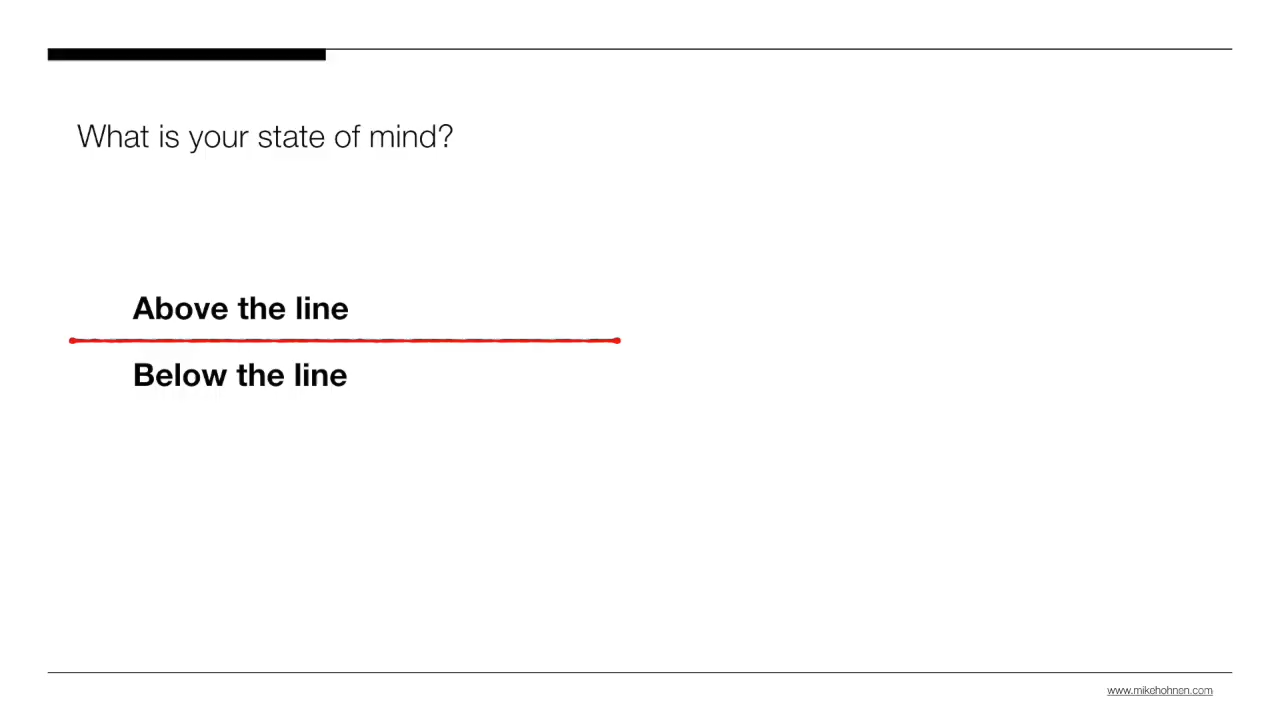 What is your state of mind?
Above the line
Below the line
www.mikehohnen.com